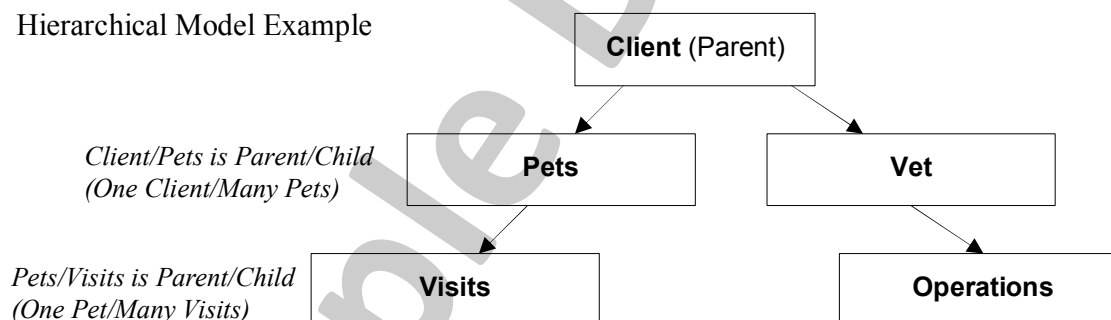 Hierarchical Model Example
Client (Parent)
Client/Pets is Parent/Child
(One Client/Many Pets)
Pets
Vet
Pets/Visits is Parent/Child
(One Pet/Many Visits)
Visits
Operations